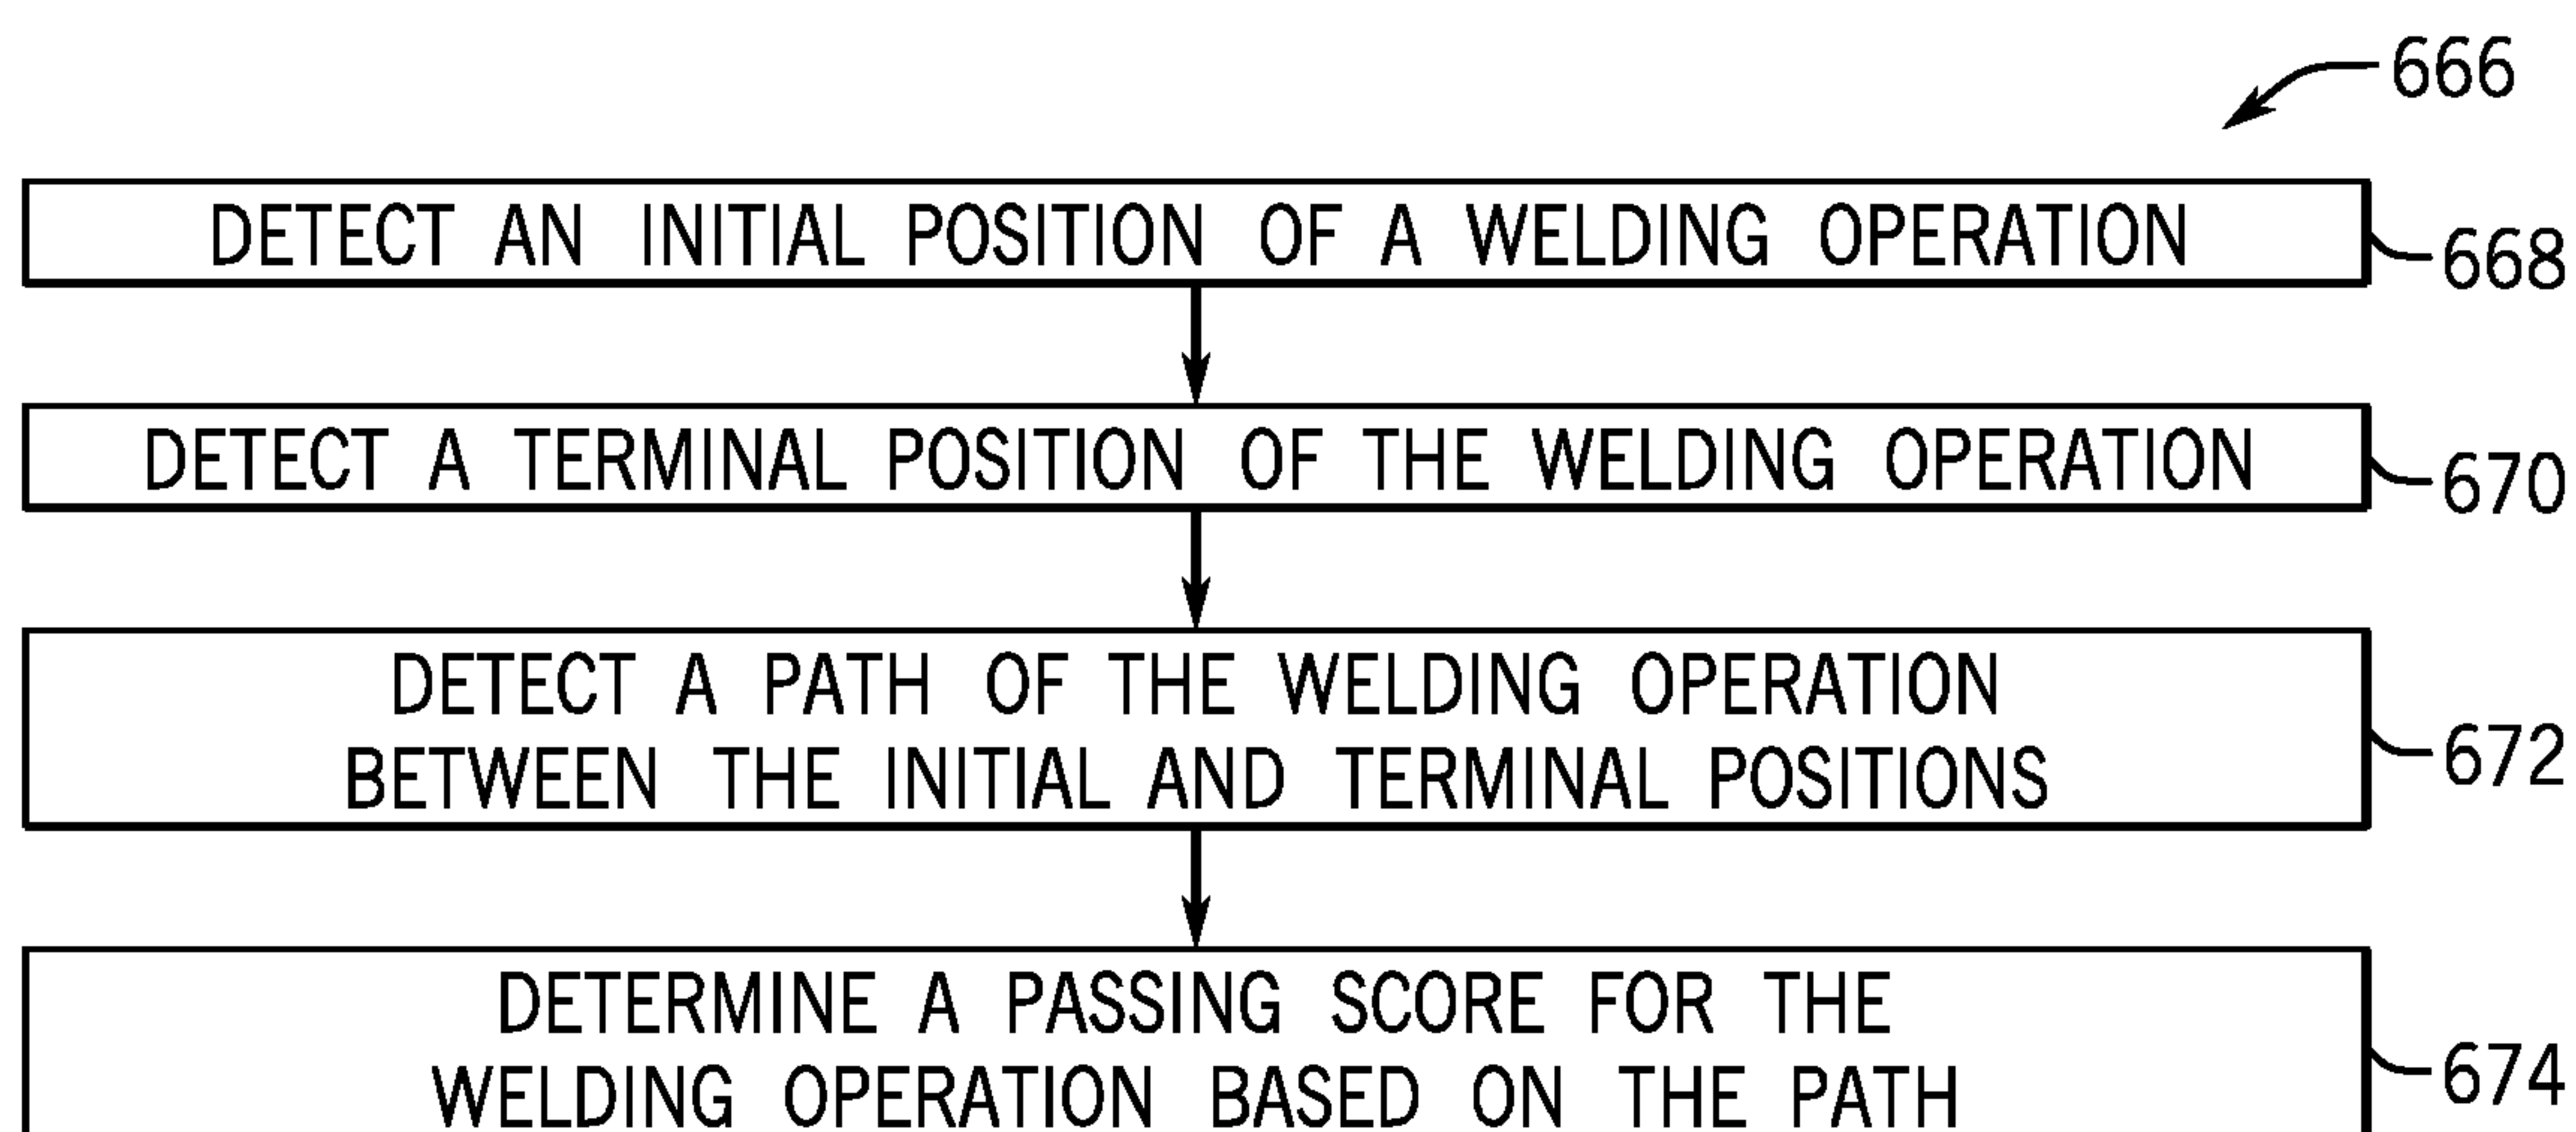 666
DETECT AN INITIAL POSITION OF A WELDING OPERATION
668
DETECT A TERMINAL POSITION OF THE WELDING OPERATION
670
DETECT A PATH OF THE WELDING OPERATION
BETWEEN THE INITIAL AND TERMINAL POSITIONS
672
DETERMINE A PASSING SCORE FOR THE
WELDING OPERATION BASED ON THE PATH
674